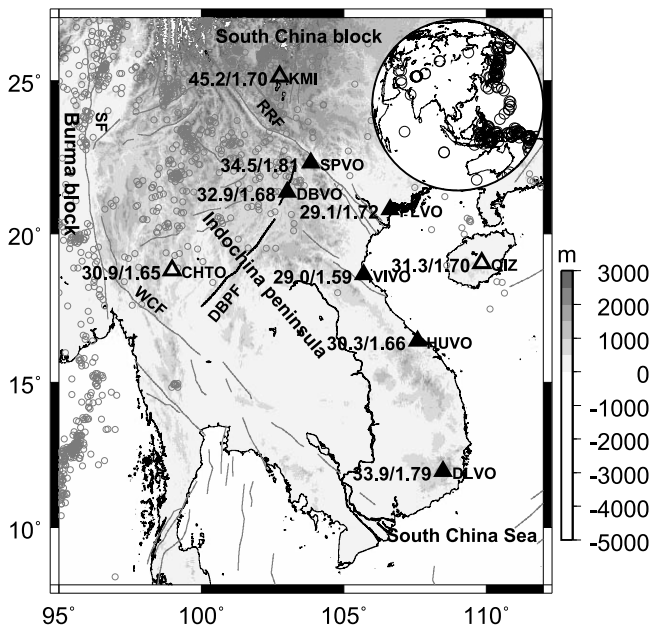 South China block
25°
45.2/1.70 KMI
SF
RRF
Burma block
34.5/1.81 SPVO
32.9/1.68 DBVO
29.1/1.72
20°
Indochina peninsula
31.3/1.70 QIZ
30.9/1.65 CHTO
29.0/1.59 VIVO
WCF
DBPF
30.3/1.66 HUVO
15°
33.9/1.79 DLVO
10°
South China Sea
95°
100°
105°
110°
m
3000
2000
1000
0
-1000
-2000
-3000
-4000
-5000